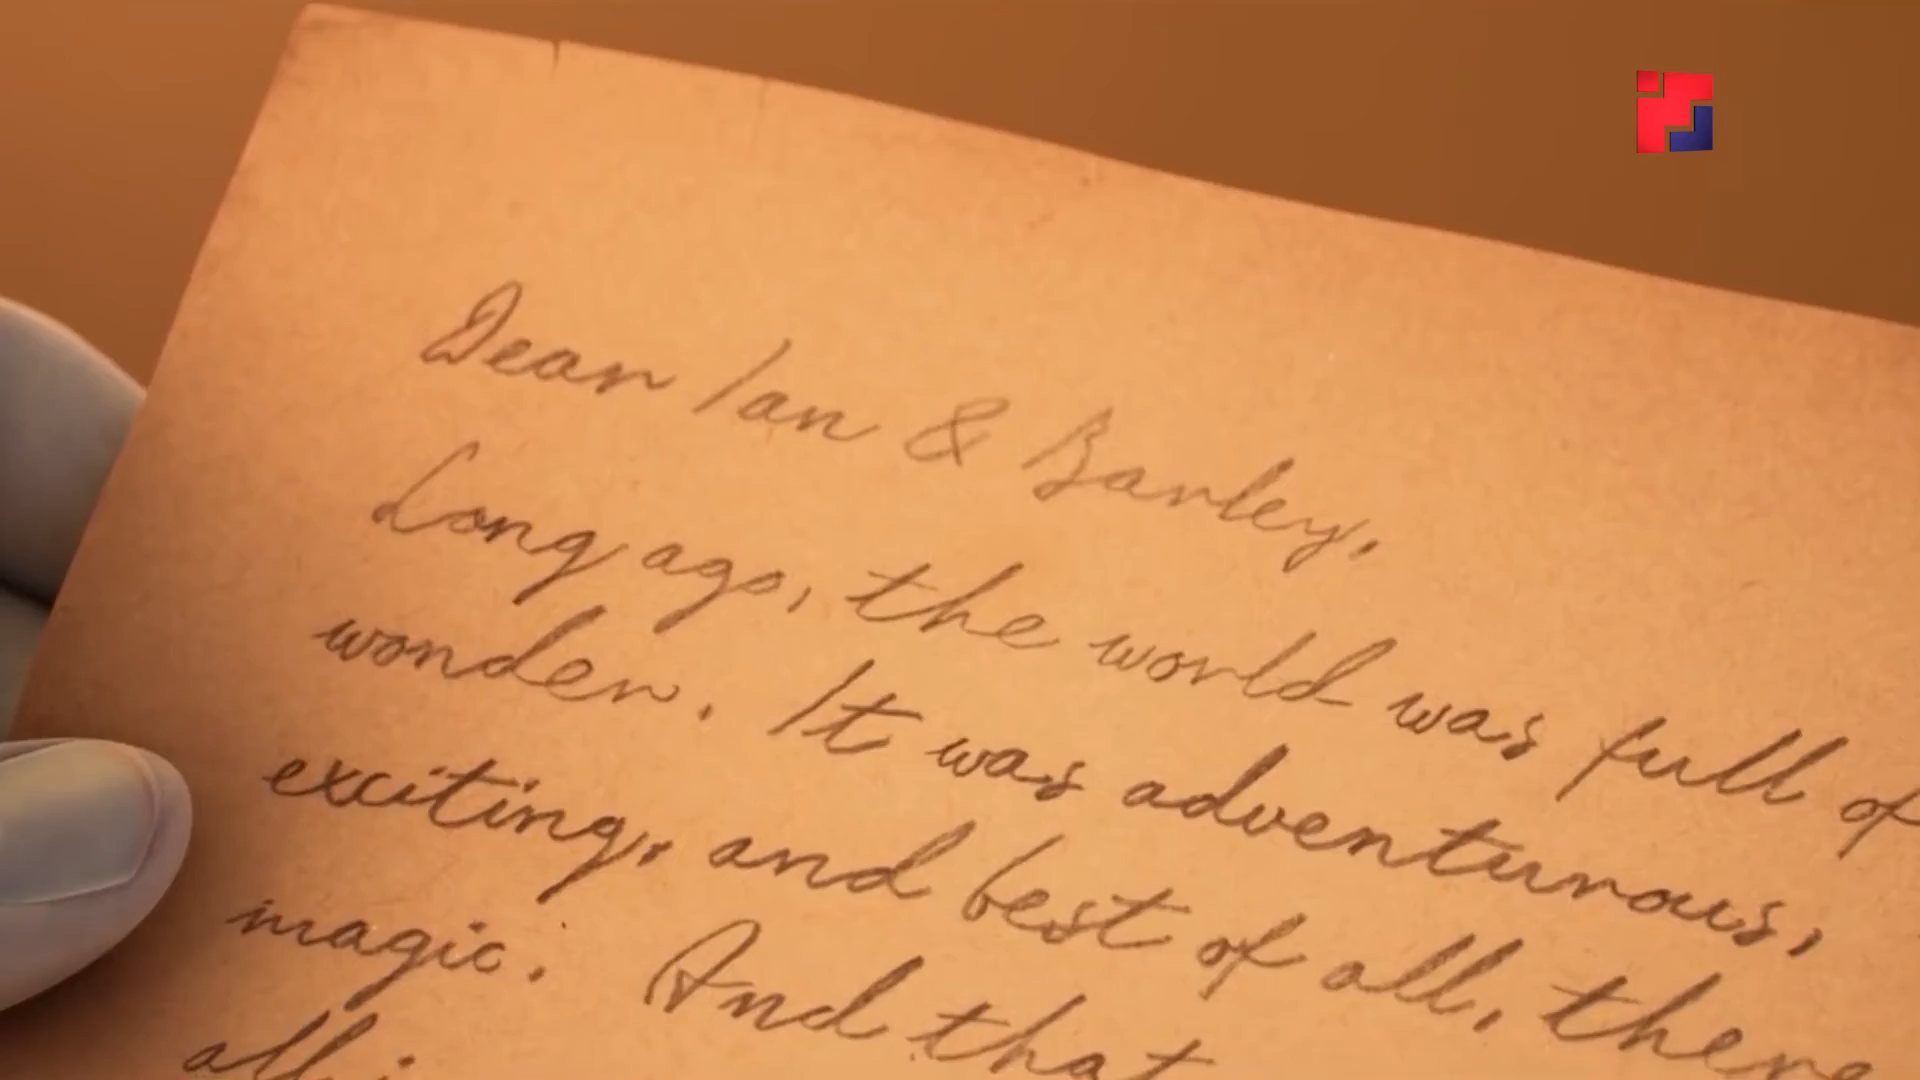 Dear Ian & Barley,
Long ago, the world was full of
wonder. It was adventurous,
exciting, and best of all, there
magic. And that